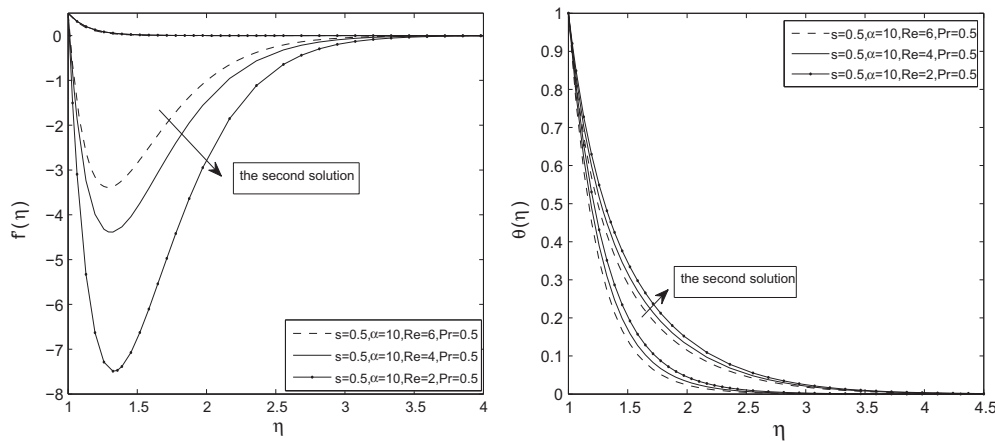 0
−1
−2
−3
−4
−5
−6
−7
−8
f'(η)
1
1.5
2
2.5
3
3.5
4
η
the second solution
s=0.5,α=10,Re=6,Pr=0.5
s=0.5,α=10,Re=4,Pr=0.5
s=0.5,α=10,Re=2,Pr=0.5
1
0.9
0.8
0.7
0.6
0.5
0.4
0.3
0.2
0.1
0
θ(η)
1
1.5
2
2.5
3
3.5
4
4.5
η
s=0.5,α=10,Re=6,Pr=0.5
s=0.5,α=10,Re=4,Pr=0.5
s=0.5,α=10,Re=2,Pr=0.5
the second solution